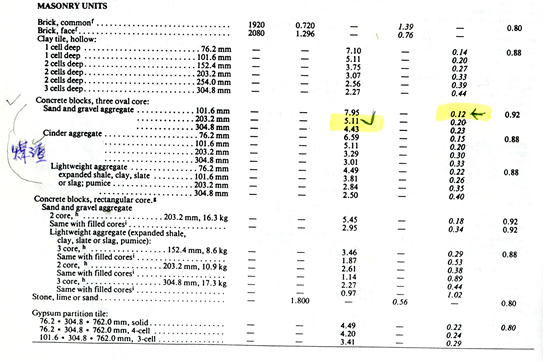 MASONRY UNITS
Brick, common^f ........ 1920 0.720 — 1.39 — 0.80
Brick, face^f ........ 2080 1.296 — 0.76 —
Clay tile, hollow:
1 cell deep ........ 76.2 mm — — 7.10 — 0.14 0.88
1 cell deep ........ 101.6 mm — — 5.11 — 0.20
2 cells deep ........ 152.4 mm — — 3.75 — 0.27
2 cells deep ........ 203.2 mm — — 3.07 — 0.33
2 cells deep ........ 254.0 mm — — 2.56 — 0.39
3 cells deep ........ 304.8 mm — — 2.27 — 0.44
Concrete blocks, three oval core:
Sand and gravel aggregate ........ 101.6 mm — — 7.95 — 0.12 ← 0.92
........ 203.2 mm — — 5.11 ✓ — 0.20
........ 304.8 mm — — 4.43 — 0.23
Cinder aggregate ........ 76.2 mm — — 6.59 — 0.15 0.88
........ 101.6 mm — — 5.11 — 0.20
煤渣
........ 203.2 mm — — 3.29 — 0.30
........ 304.8 mm — — 3.01 — 0.33
Lightweight aggregate ........ 76.2 mm — — 4.49 — 0.22 0.88
expanded shale, clay, slate ........ 101.6 mm — — 3.81 — 0.26
or slag; pumice ........ 203.2 mm — — 2.84 — 0.35
........ 304.8 mm — — 2.50 — 0.40
Concrete blocks, rectangular core.^g
Sand and gravel aggregate
2 core, ^h ........ 203.2 mm, 16.3 kg — — 5.45 — 0.18 0.92
Same with filled cores^i ........ — — 2.95 — 0.34 0.92
Lightweight aggregate (expanded shale,
clay, slate or slag, pumice):
3 core, ^h ........ 152.4 mm, 8.6 kg — — 3.46 — 0.29 0.88
Same with filled cores^i ........ — — 1.87 — 0.53
2 core, ^h ........ 203.2 mm, 10.9 kg — — 2.61 — 0.38
Same with filled cores^i ........ — — 1.14 — 0.89
3 core, ^h ........ 304.8 mm, 17.3 kg — — 2.27 — 0.44
Same with filled cores^i ........ — — 0.97 — 1.02
Stone, lime or sand ........ — 1.800 — 0.56 — 0.80
Gypsum partition tile:
76.2 * 304.8 * 762.0 mm, solid ........ — — 4.49 — 0.22 0.80
76.2 * 304.8 * 762.0 mm, 4-cell — — 4.20 — 0.24
101.6 * 304.8 * 762.0 mm, 3-cell — — 3.41 — 0.29